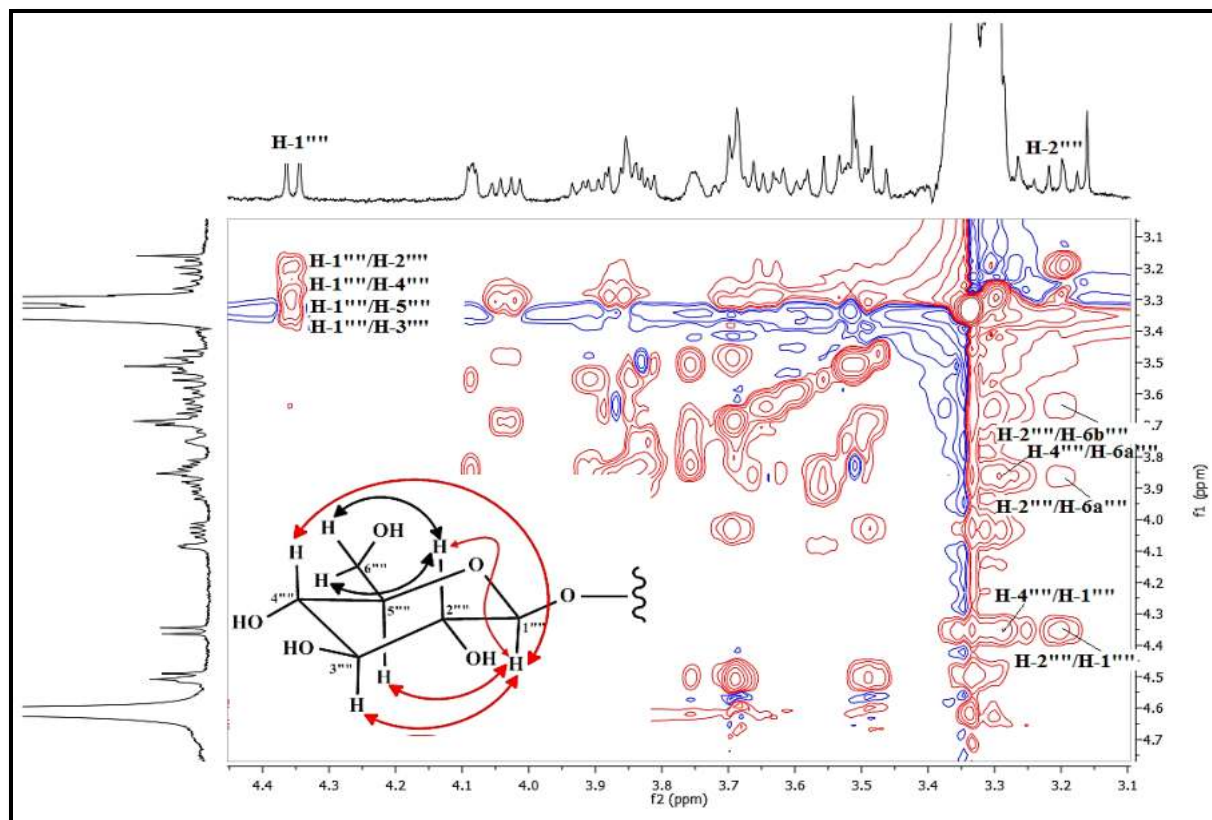 H-1""
H-2""
H-1""/H-2""
H-1""/H-4""
H-1""/H-5""
H-1""/H-3""
3.1
3.2
3.3
3.4
3.5
3.6
3.7
3.8
3.9
4.0
4.1
4.2
4.3
4.4
4.5
4.6
4.7
f1 (ppm)
H-2""/H-6b""
H-4""/H-6a""
H-2""/H-6a""
H-4""/H-1""
H-2""/H-1""
H
OH
H
H
6""
H
O
4""
5""
2""
O
HO
1""
HO
OH
H
3""
H
H
4.4 4.3 4.2 4.1 4.0 3.9 3.8 3.7 3.6 3.5 3.4 3.3 3.2 3.1
f2 (ppm)